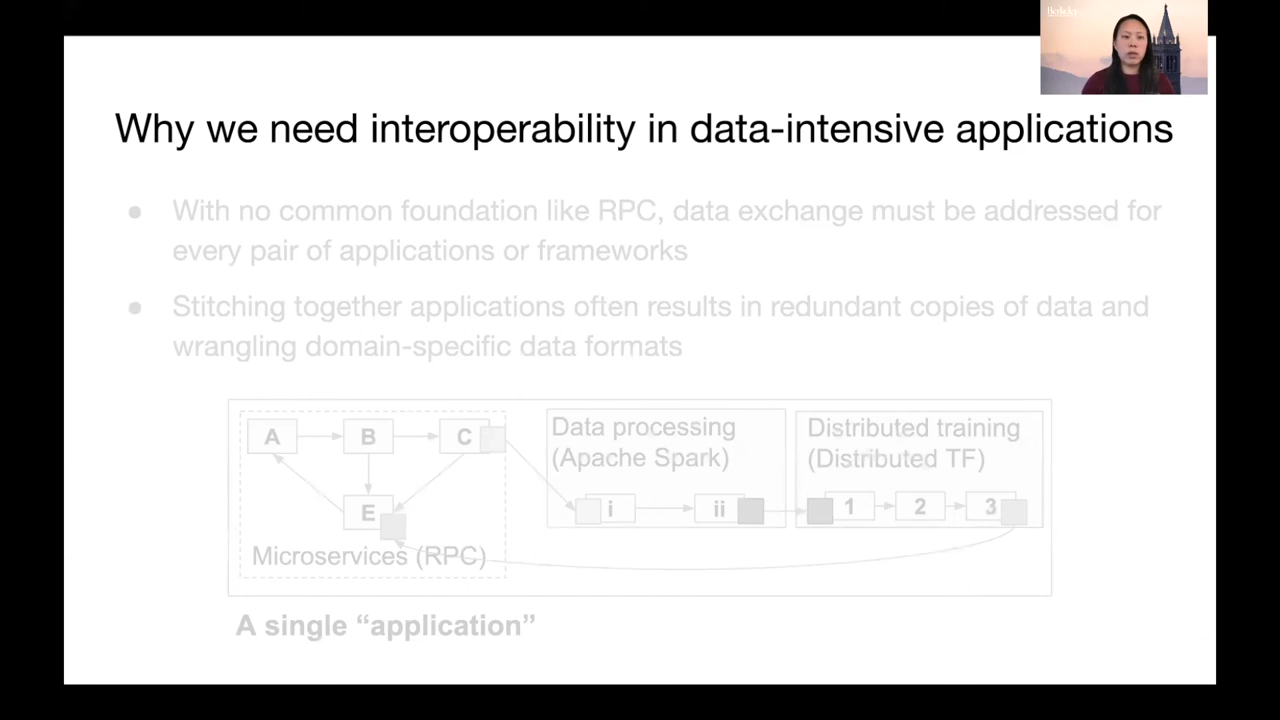 Berkeley
Why we need interoperability in data-intensive applications
● With no common foundation like RPC, data exchange must be addressed for
every pair of applications or frameworks
● Stitching together applications often results in redundant copies of data and
wrangling domain-specific data formats
A B C
E
Microservices (RPC)
Data processing
(Apache Spark)
i ii
Distributed training
(Distributed TF)
1 2 3
A single “application”